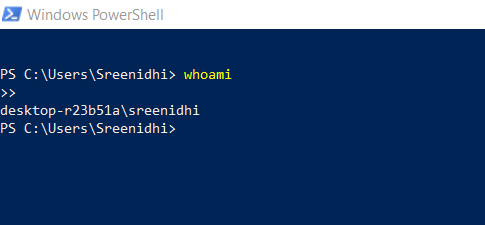 Windows PowerShell
PS C:\Users\Sreenidhi> whoami
>>
desktop-r23b51a\sreenidhi
PS C:\Users\Sreenidhi>